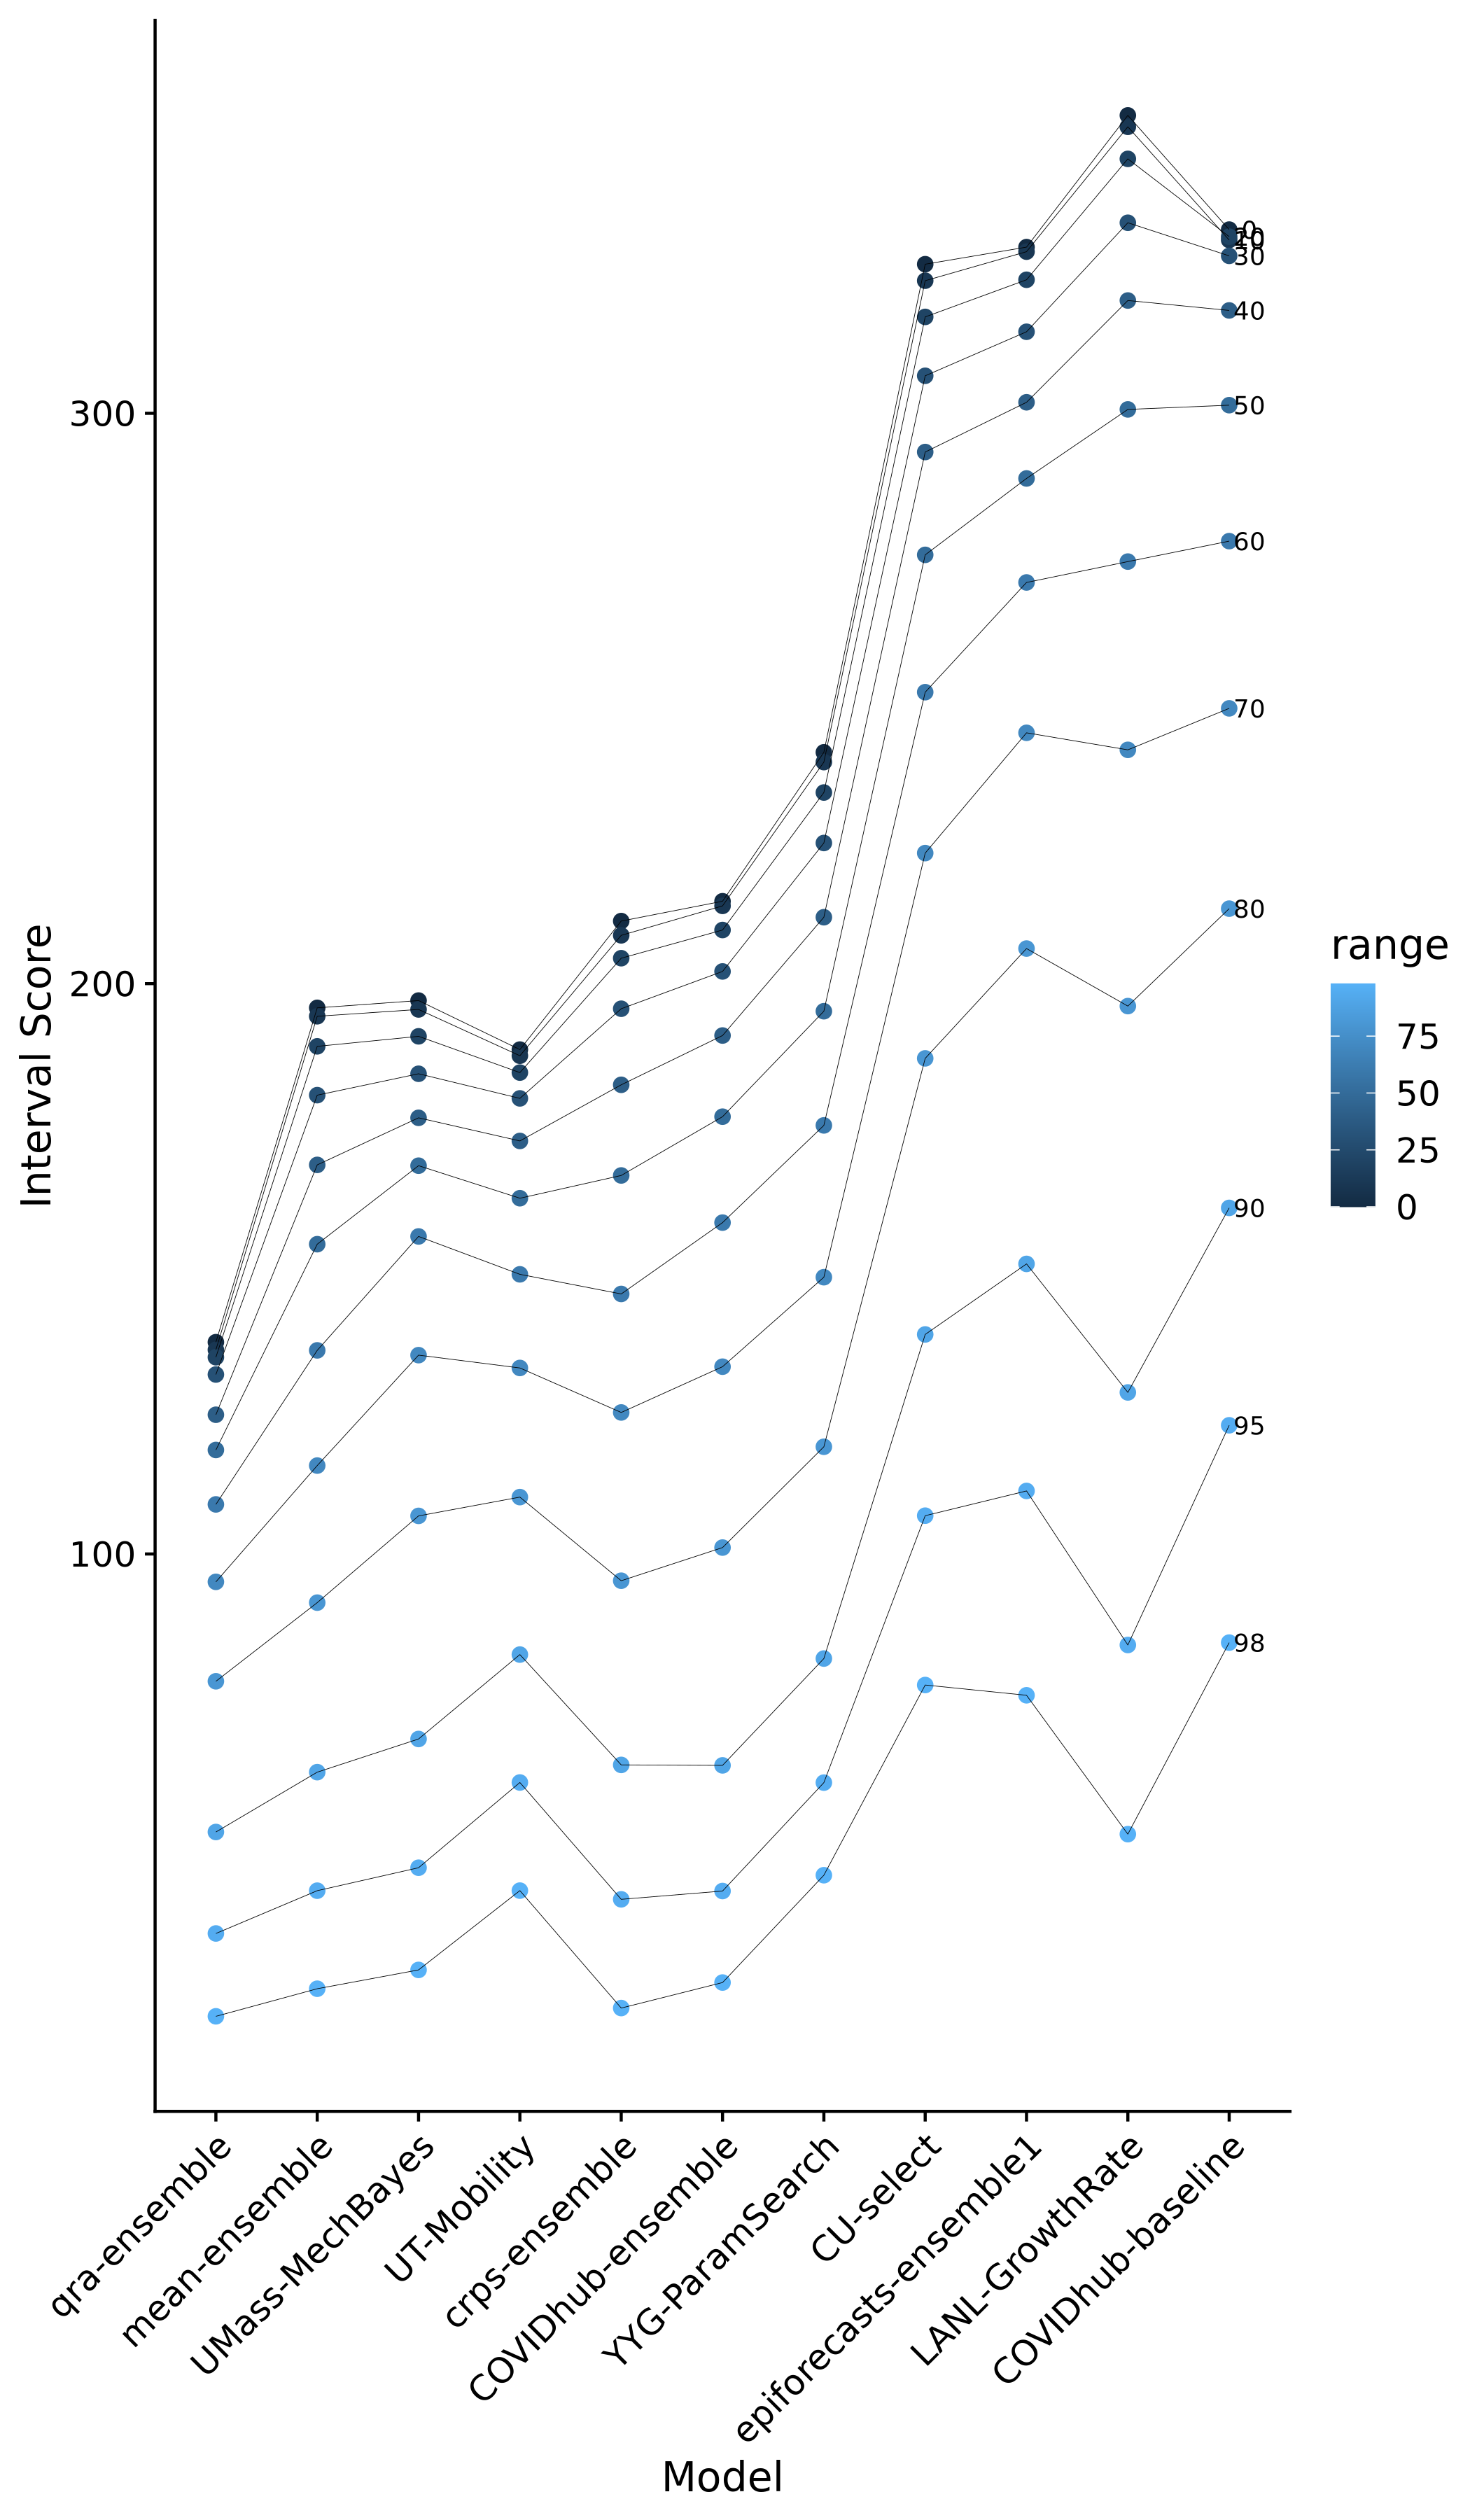 0
20
10
30
40
300
50
60
70
80
range
200
75
50
25
0
Interval Score
90
95
100
98
qra-ensemble
mean-ensemble
UMass-MechBayes
UT-Mobility
crps-ensemble
COVIDhub-ensemble
YYG-ParamSearch
CU-select
epiforecasts-ensemble1
LANL-GrowthRate
COVIDhub-baseline
Model